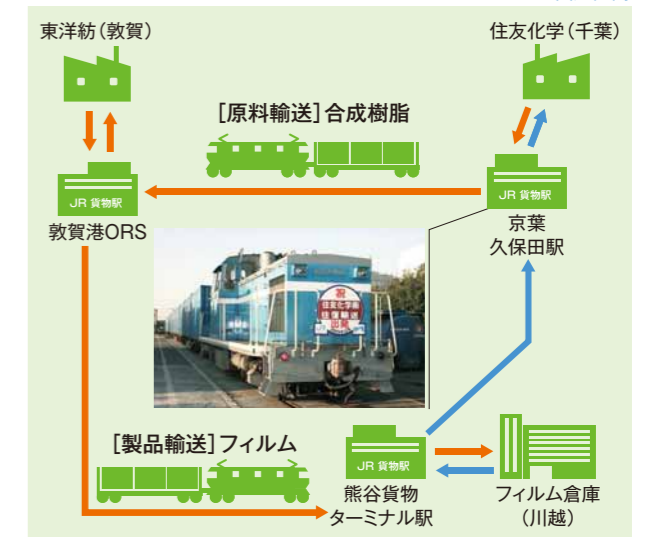 東洋紡(敦賀)
住友化学(千葉)
[原料輸送]合成樹脂
JR 貨物駅
敦賀港ORS
JR 貨物駅
京葉
久保田駅
祝
住友化学㈱
往復輸送
出発
[製品輸送]フィルム
JR 貨物駅
熊谷貨物
ターミナル駅
フィルム倉庫
(川越)